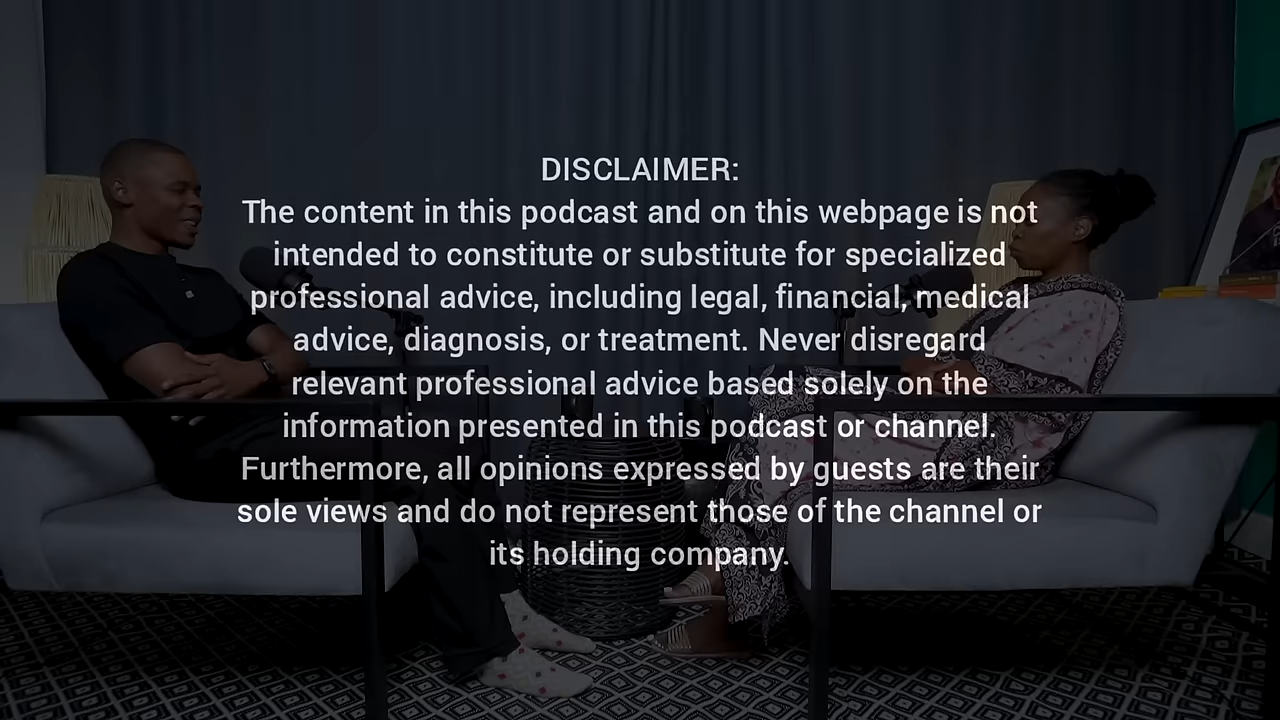 DISCLAIMER:
The content in this podcast and on this webpage is not
intended to constitute or substitute for specialized
professional advice, including legal, financial, medical
advice, diagnosis, or treatment. Never disregard
relevant professional advice based solely on the
information presented in this podcast or channel.
Furthermore, all opinions expressed by guests are their
sole views and do not represent those of the channel or
its holding company.